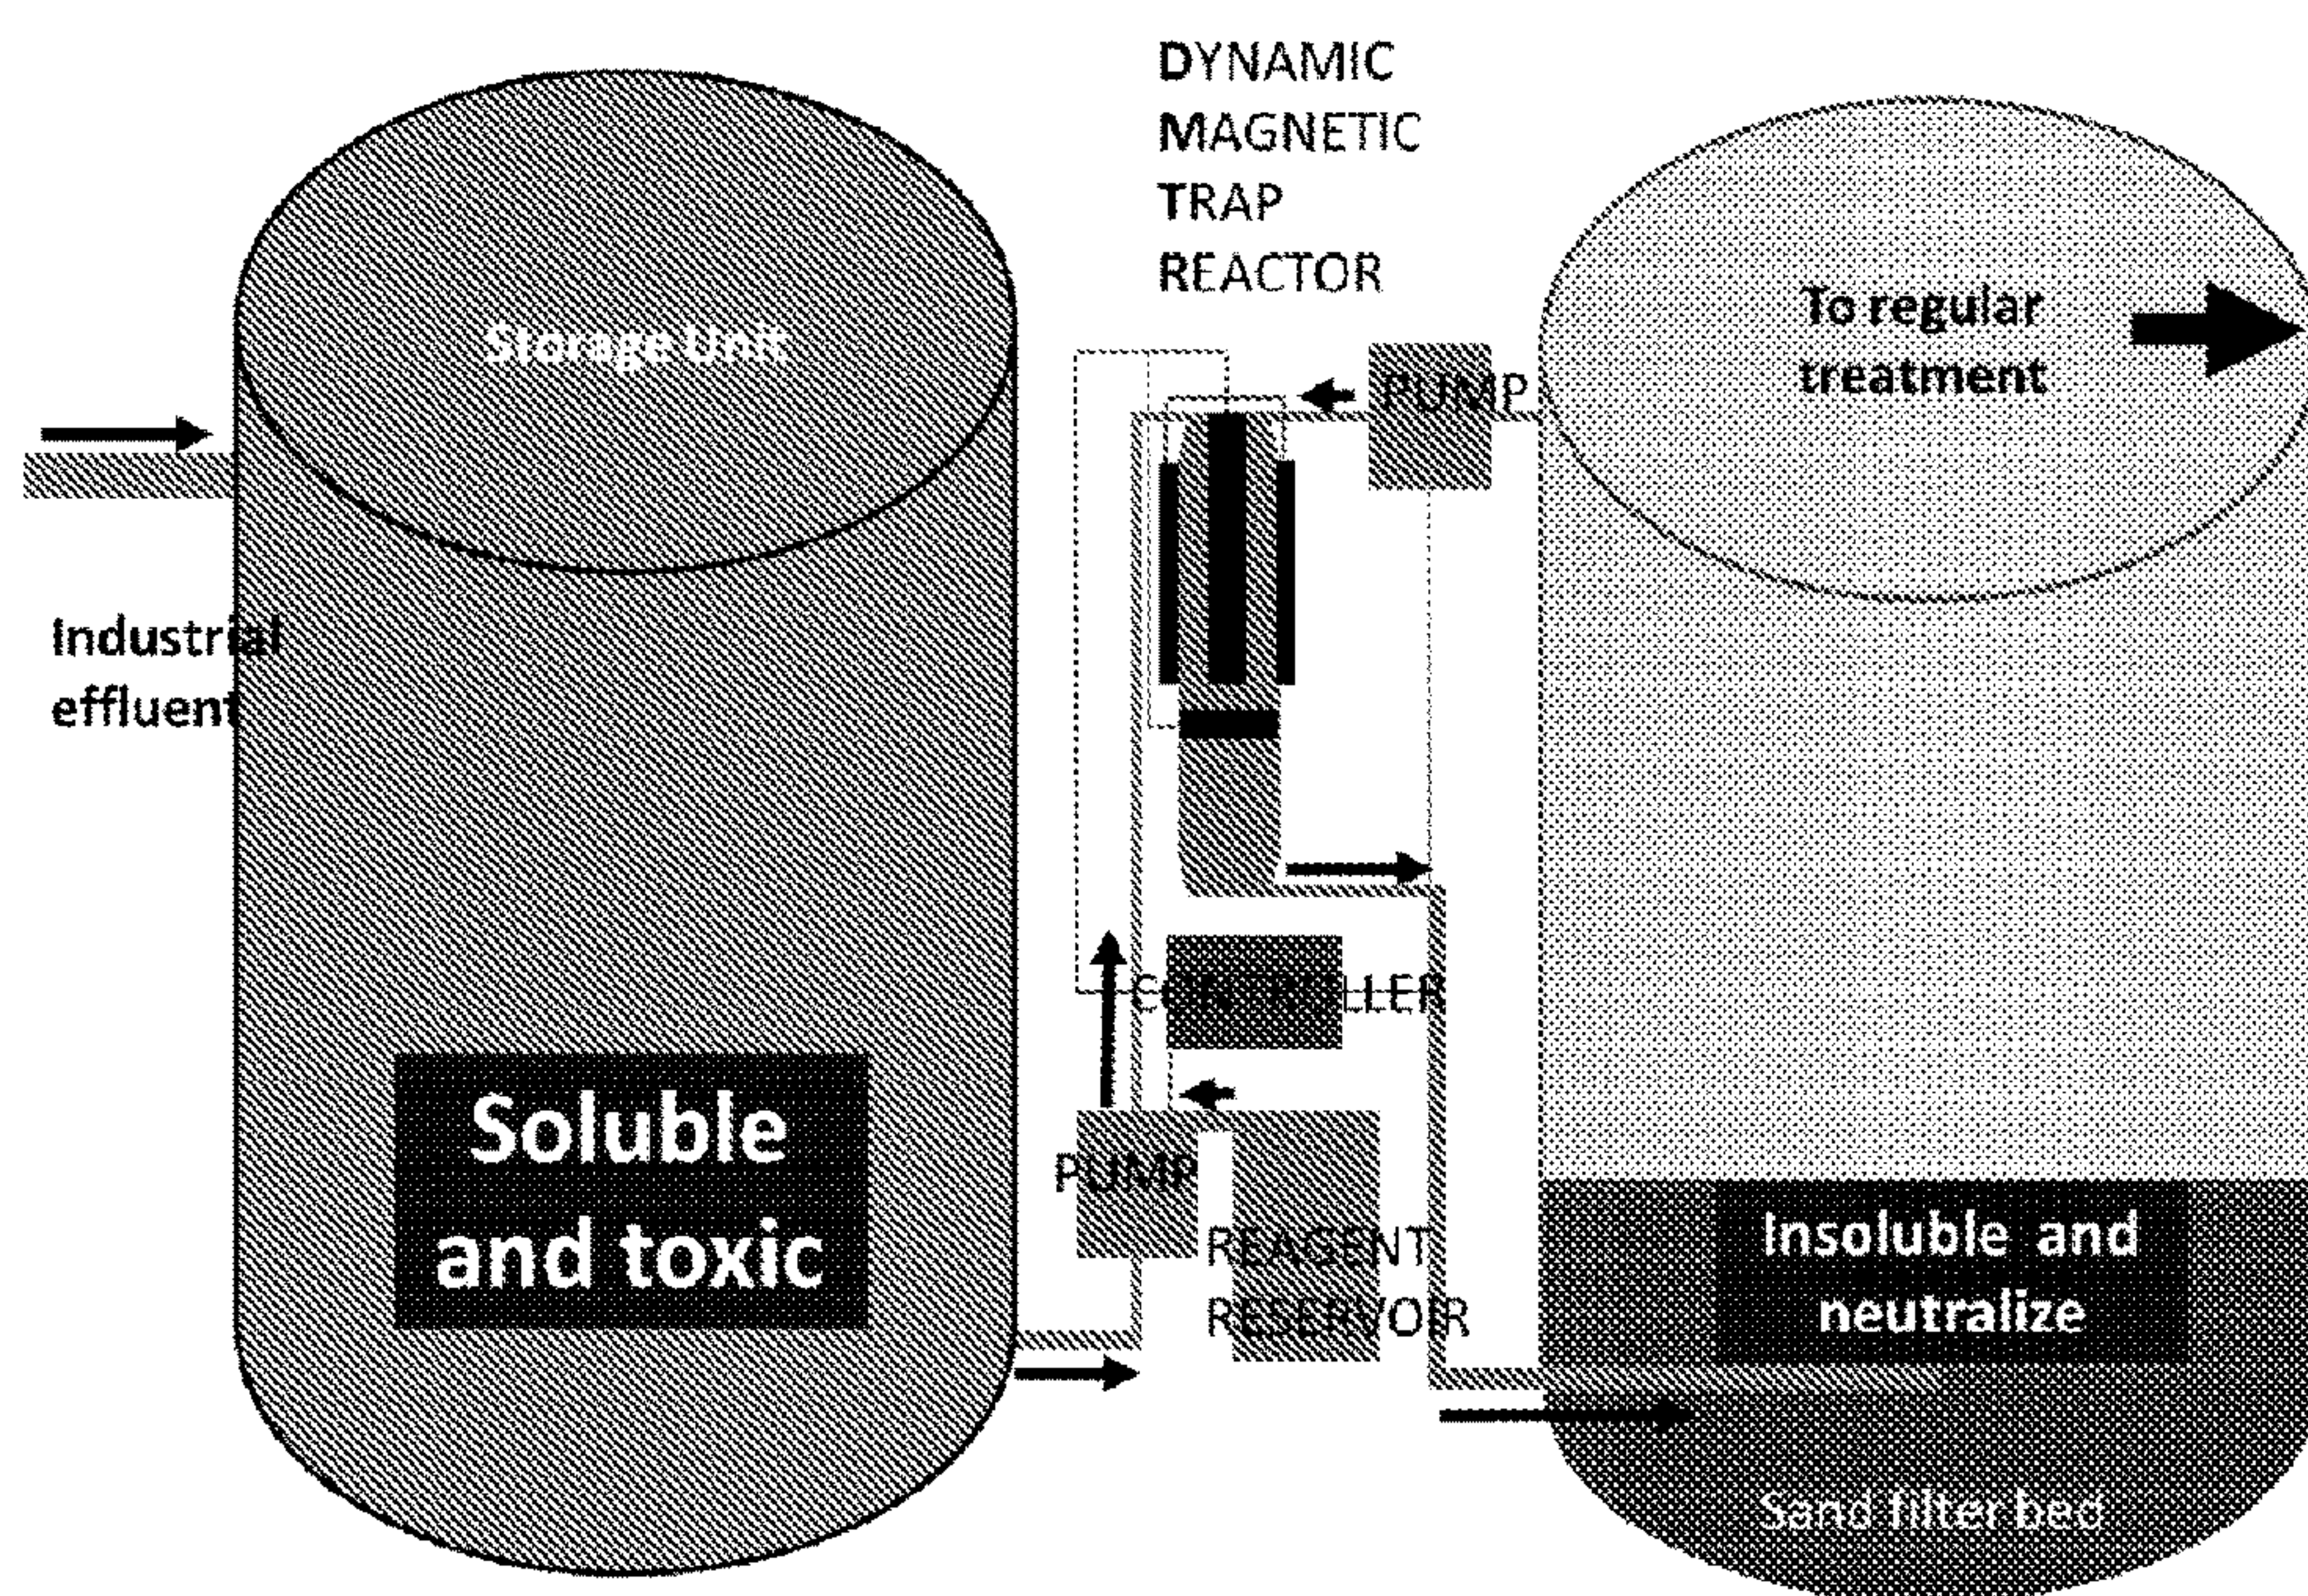 DYNAMIC
MAGNETIC
TRAP
REACTOR
Storage Unit
To regular
treatment
PUMP
Industrial
effluent
CONTROLLER
Soluble
and toxic
PUMP
REAGENT
RESERVOIR
Insoluble and
neutralize
Sand filter bed